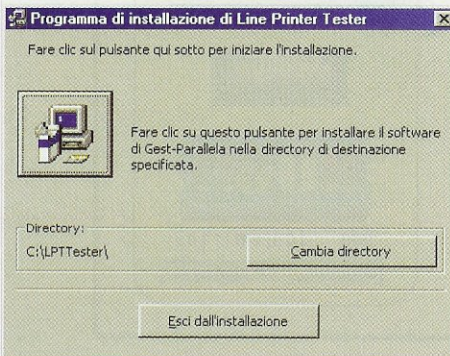 Programma di installazione di Line Printer Tester
Fare clic sul pulsante qui sotto per iniziare l'installazione.
Fare clic su questo pulsante per installare il software
di Gest-Parallela nella directory di destinazione
specificata.
Directory:
C:\LPTTester\
Cambia directory
Esci dall'installazione